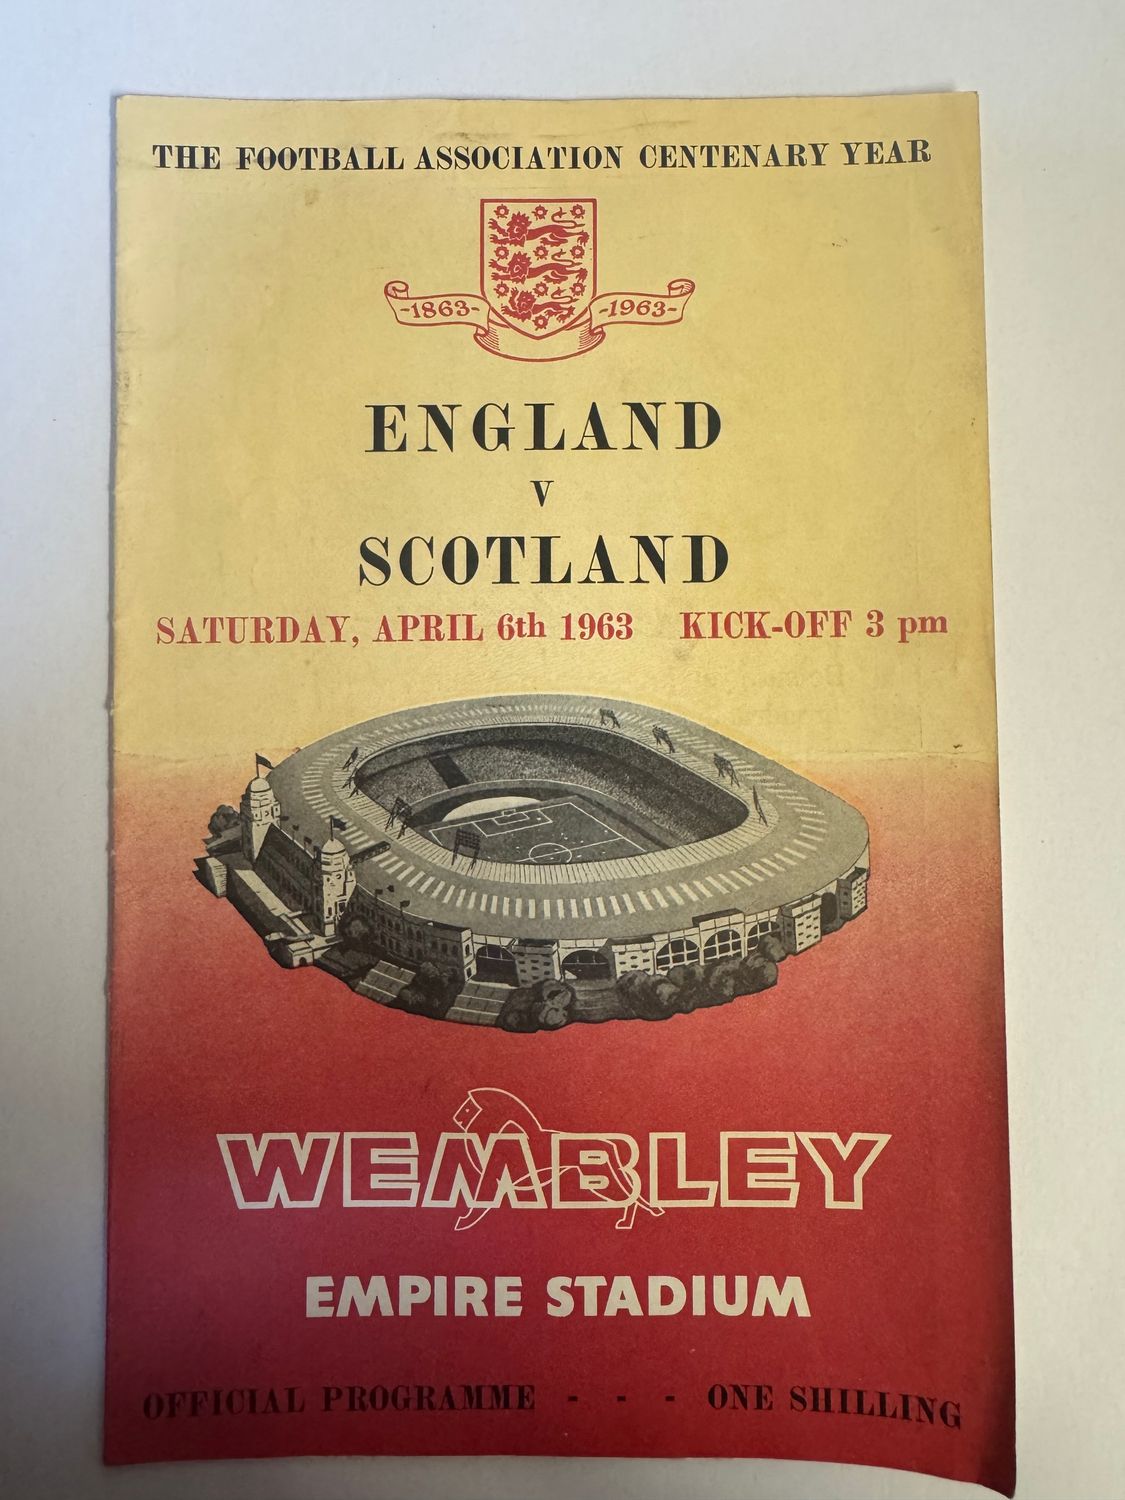 THE FOOTBALL ASSOCIATION CENTENARY YEAR
-1863- -1963-
ENGLAND
V
SCOTLAND
SATURDAY, APRIL 6th 1963 KICK-OFF 3 pm
WEMBLEY
EMPIRE STADIUM
OFFICIAL PROGRAMME - - - ONE SHILLING